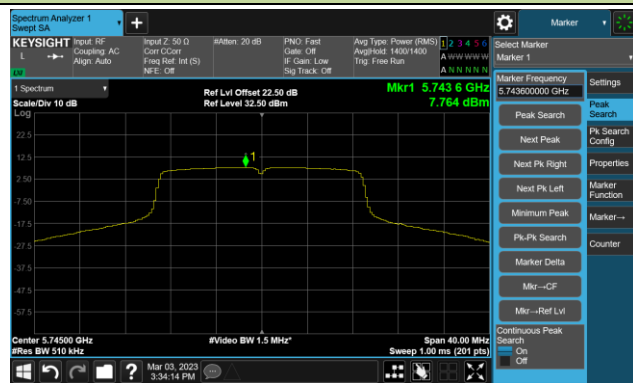 Spectrum Analyzer 1
Swept SA
Marker
KEYSIGHT Input: RF Input Z: 50 Ω #Atten: 20 dB PNO: Fast Avg Type: Power (RMS) 1 2 3 4 5 6
L Coupling: AC Corr CCorr Gate: Off Avg|Hold: 1400/1400 A W W W W W
Align: Auto Freq Ref: Int (S) IF Gain: Low Trig: Free Run
NFE: Off Sig Track: Off A N N N N N
Select Marker
Marker 1
1 Spectrum
Ref Lvl Offset 22.50 dB
Mkr1 5.743 6 GHz
Scale/Div 10 dB
Ref Level 32.50 dBm
7.764 dBm
Log
22.5
12.5
2.50
-7.50
-17.5
-27.5
-37.5
-47.5
-57.5
1
Center 5.74500 GHz
#Video BW 1.5 MHz*
Span 40.00 MHz
#Res BW 510 kHz
Sweep 1.00 ms (201 pts)
Marker Frequency
5.743600000 GHz
Peak Search
Next Peak
Next Pk Right
Next Pk Left
Minimum Peak
Pk-Pk Search
Marker Delta
Mkr→CF
Mkr→Ref Lvl
Continuous Peak
Search
On
Off
Settings
Peak
Search
Pk Search
Config
Properties
Marker
Function
Marker→
Counter
Mar 03, 2023
3:34:14 PM